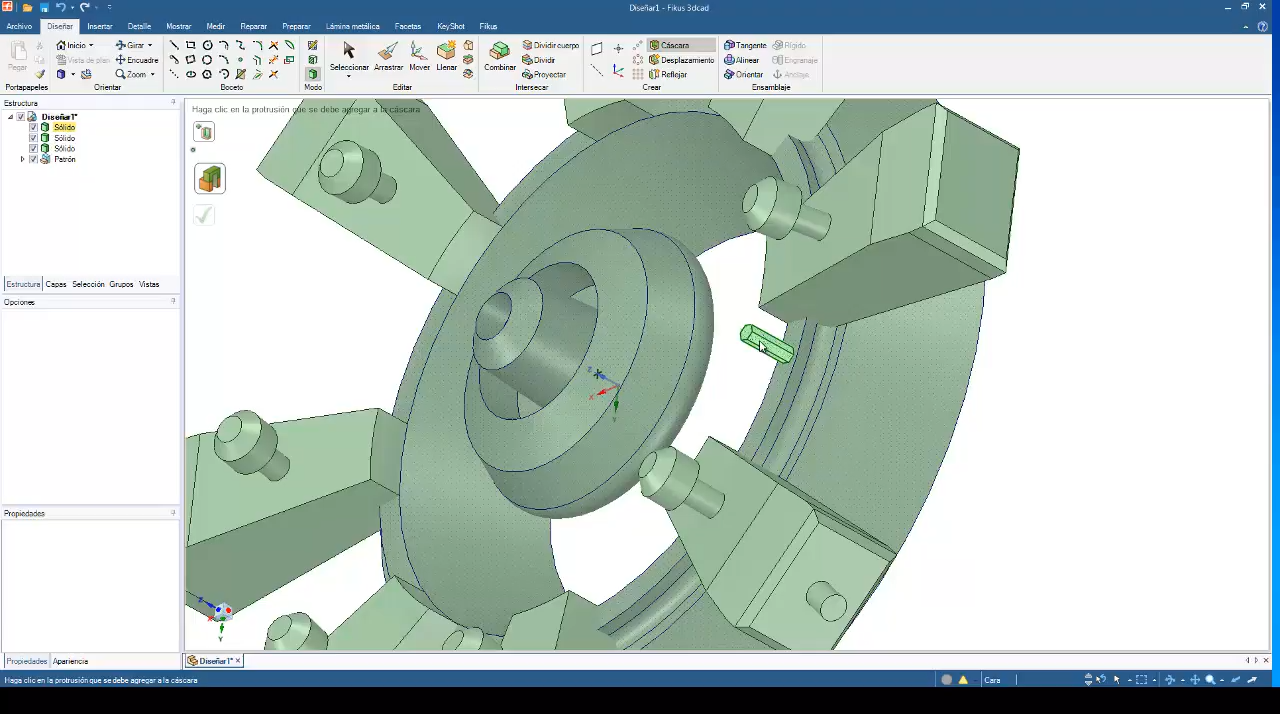 Diseñar1 - Fikus 3dcad
Archivo Diseñar Insertar Detalle Mostrar Medir Reparar Preparar Lámina metálica Facetas KeyShot Fikus
Pegar
Inicio
Vista de plan
Girar
Encuadre
Zoom
Seleccionar Arrastrar Mover Llenar
Combinar
Dividir cuerpo
Dividir
Proyectar
Cáscara
Desplazamiento
Reflejar
Tangente
Alinear
Orientar
Rígido
Engranaje
Anclaje
Portapapeles Orientar Boceto Modo Editar Intersecar Crear Ensamblaje
Estructura
Diseñar1*
Sólido
Sólido
Sólido
Patrón
Estructura Capas Selección Grupos Vistas
Opciones
Propiedades
Propiedades Apariencia
Haga clic en la protrusión que se debe agregar a la cáscara.
Z
X
Y
Z
X
Y
Diseñar1*
Haga clic en la protrusión que se debe agregar a la cáscara
Cara